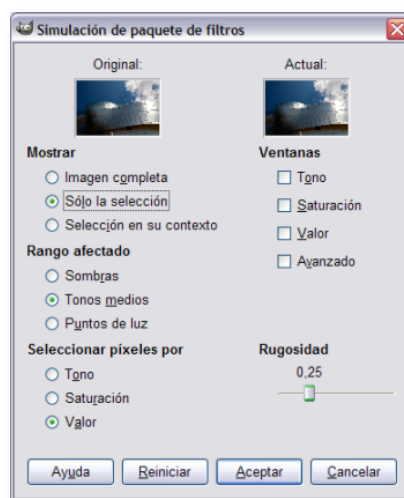 Simulación de paquete de filtros
Original:
Actual:
Mostrar
Imagen completa
Sólo la selección
Selección en su contexto
Rango afectado
Sombras
Tonos medios
Puntos de luz
Seleccionar píxeles por
Tono
Saturación
Valor
Ventanas
Tono
Saturación
Valor
Avanzado
Rugosidad
0,25
Ayuda
Reiniciar
Aceptar
Cancelar